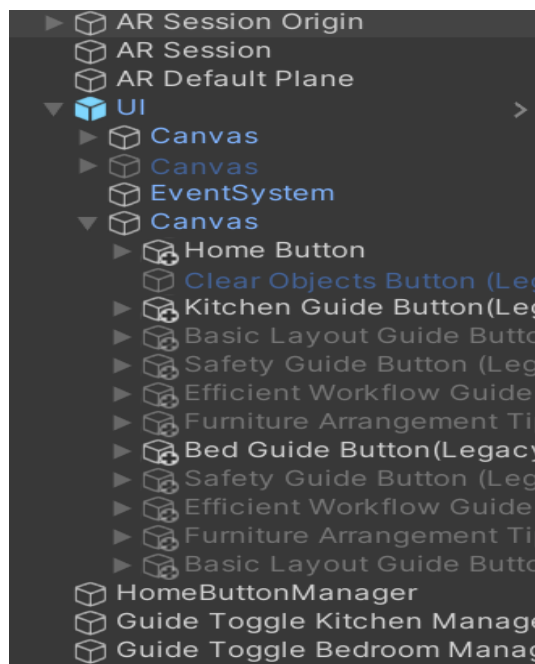 AR Session Origin
AR Session
AR Default Plane
UI
Canvas
Canvas
EventSystem
Canvas
Home Button
Clear Objects Button (Leg
Kitchen Guide Button(Leg
Basic Layout Guide Butto
Safety Guide Button (Leg
Efficient Workflow Guide
Furniture Arrangement Ti
Bed Guide Button(Legacy
Safety Guide Button (Leg
Efficient Workflow Guide
Furniture Arrangement Ti
Basic Layout Guide Butto
HomeButtonManager
Guide Toggle Kitchen Manage
Guide Toggle Bedroom Manag